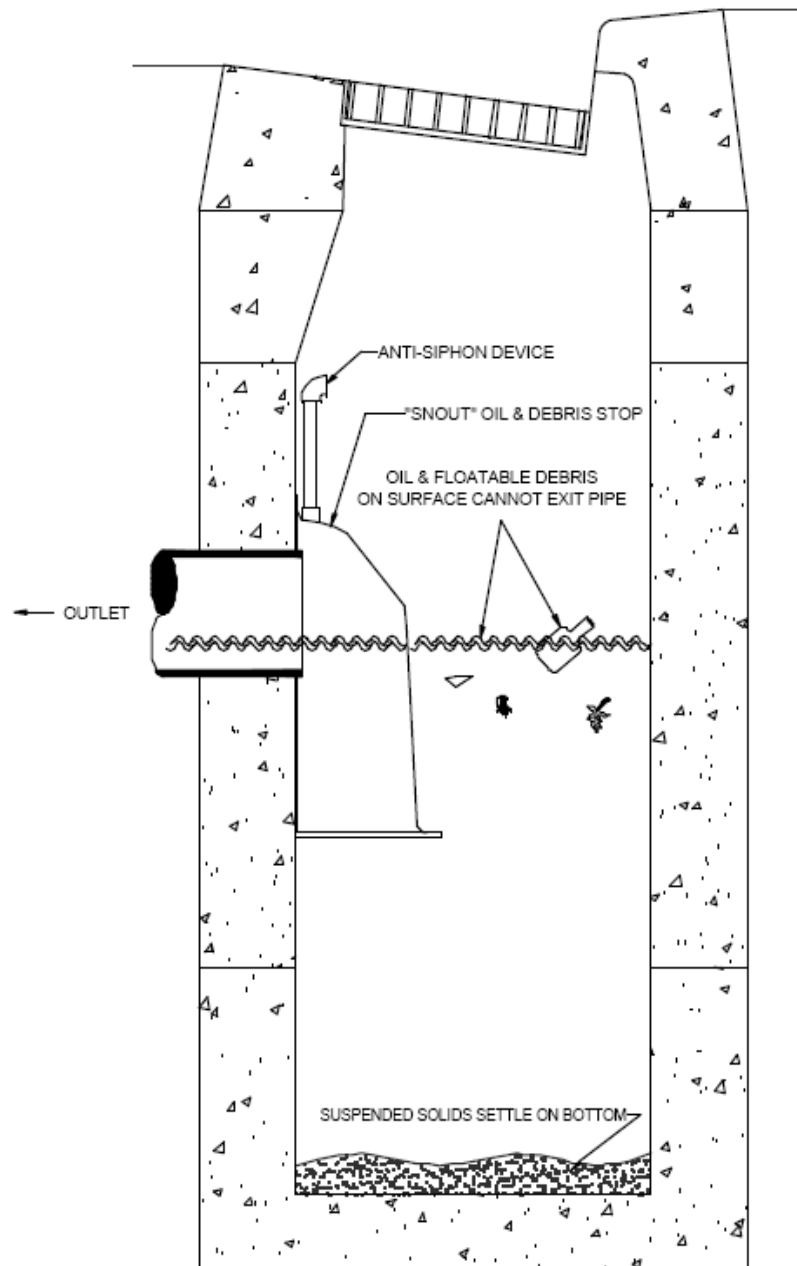 ANTI-SIPHON DEVICE
"SNOUT" OIL & DEBRIS STOP
OIL & FLOATABLE DEBRIS
ON SURFACE CANNOT EXIT PIPE
OUTLET
SUSPENDED SOLIDS SETTLE ON BOTTOM